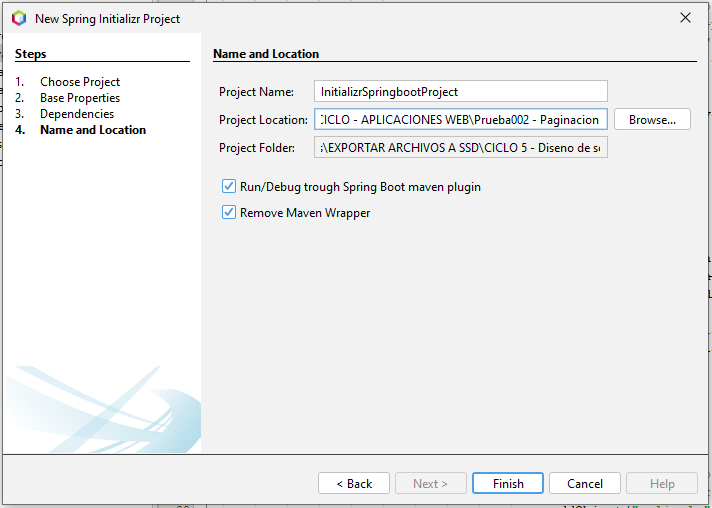 New Spring Initializr Project
Steps
1. Choose Project
2. Base Properties
3. Dependencies
4. Name and Location
Name and Location
Project Name: InitializrSpringbootProject
Project Location: CICLO - APLICACIONES WEB\Prueba002 - Paginacion Browse...
Project Folder: \EXPORTAR ARCHIVOS A SSD\CICLO 5 - Diseno de se
Run/Debug trough Spring Boot maven plugin
Remove Maven Wrapper
< Back Next > Finish Cancel Help